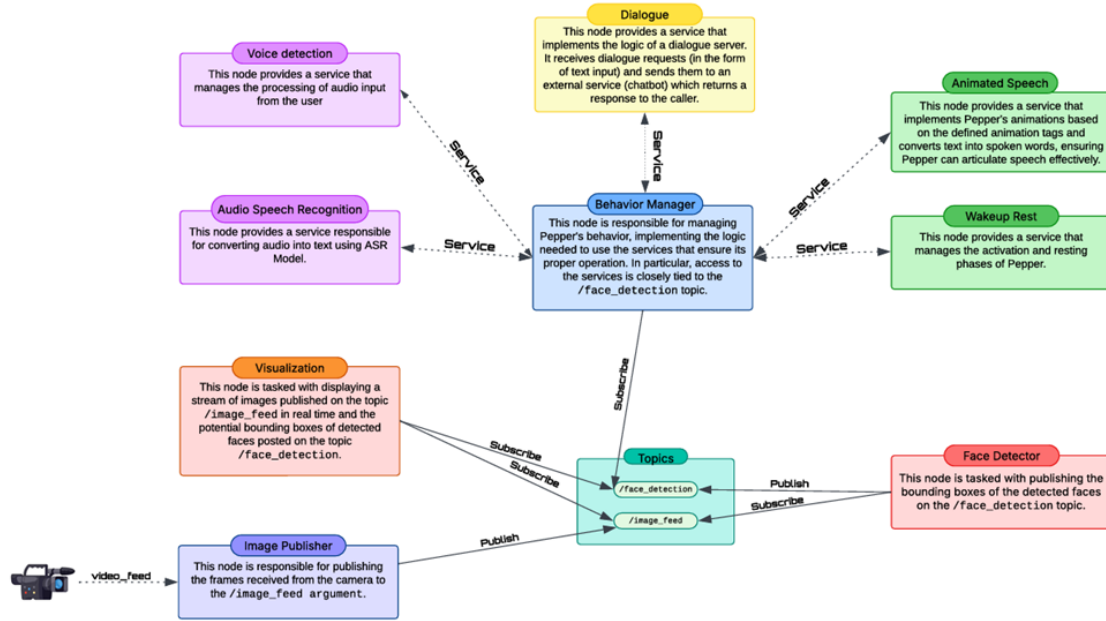 Dialogue
This node provides a service that
implements the logic of a dialogue server.
It receives dialogue requests (in the form
of text input) and sends them to an
external service (chatbot) which returns a
response to the caller.
Voice detection
This node provides a service that
manages the processing of audio input
from the user
Animated Speech
This node provides a service that
implements Pepper's animations based
on the defined animation tags and
converts text into spoken words, ensuring
Pepper can articulate speech effectively.
Service
Service
Service
Audio Speech Recognition
This node provides a service responsible
for converting audio into text using ASR
Model.
Service
Behavior Manager
This node is responsible for managing
Pepper's behavior, implementing the logic
needed to use the services that ensure its
proper operation. In particular, access to
the services is closely tied to the
/face_detection topic.
Service
Wakeup Rest
This node provides a service that
manages the activation and resting
phases of Pepper.
Subscribe
Visualization
This node is tasked with displaying a
stream of images published on the topic
/image_feed in real time and the
potential bounding boxes of detected
faces posted on the topic
/face_detection.
Subscribe
Subscribe
Topics
/face_detection
/image_feed
Publish
Subscribe
Face Detector
This node is tasked with publishing the
bounding boxes of the detected faces
on the /face_detection topic.
Publish
video_feed
Image Publisher
This node is responsible for publishing
the frames received from the camera to
the /image_feed argument.